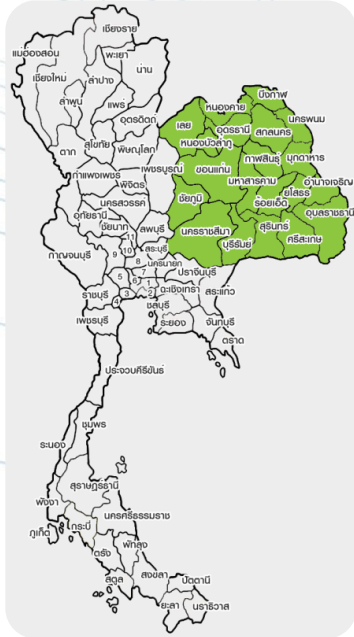 เชียงราย
แม่ฮ่องสอน
พะเยา
เชียงใหม่
ลำปาง
น่าน
ลำพูน
แพร่
อุตรดิตถ์
ตาก
สุโขทัย
พิษณุโลก
กำแพงเพชร
เพชรบูรณ์
พิจิตร
นครสวรรค์
อุทัยธานี
ชัยนาท
ลพบุรี
กาญจนบุรี
สระบุรี
นครนายก
11
10
9
8
7
6
5
4
3
2
1
ปราจีนบุรี
ฉะเชิงเทรา
สระแก้ว
ราชบุรี
ชลบุรี
เพชรบุรี
ระยอง
จันทบุรี
ตราด
บึงกาฬ
หนองคาย
เลย
อุดรธานี
นครพนม
สกลนคร
หนองบัวลำภู
กาฬสินธุ์
มุกดาหาร
ขอนแก่น
มหาสารคาม
อำนาจเจริญ
ชัยภูมิ
ร้อยเอ็ด
ยโสธร
อุบลราชธานี
นครราชสีมา
สุรินทร์
บุรีรัมย์
ศรีสะเกษ
ประจวบคีรีขันธ์
ชุมพร
ระนอง
สุราษฎร์ธานี
พังงา
นครศรีธรรมราช
ภูเก็ต
กระบี่
ตรัง
พัทลุง
สตูล
สงขลา
ปัตตานี
ยะลา
นราธิวาส